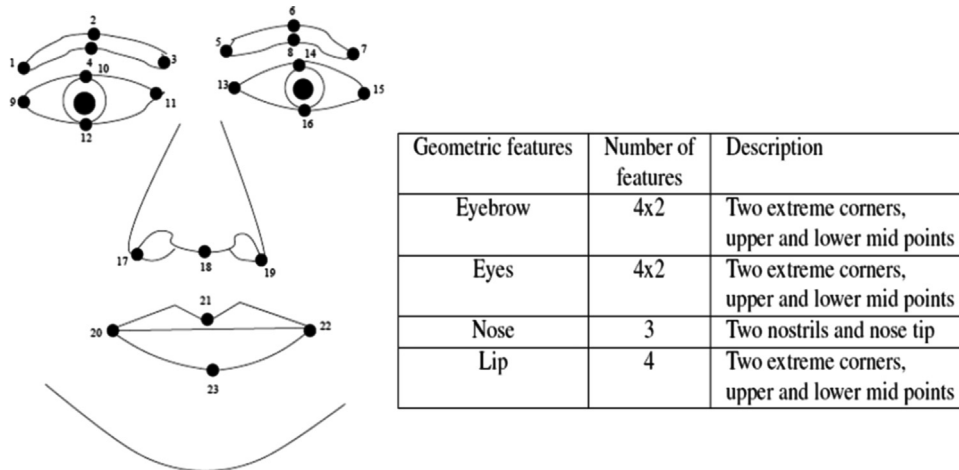 2
6
1
4
3
5
8
7
10
14
9
11
13
15
12
16
17
18
19
21
20
22
23
Geometric features Number of Description
features
Eyebrow 4x2 Two extreme corners,
upper and lower mid points
Eyes 4x2 Two extreme corners,
upper and lower mid points
Nose 3 Two nostrils and nose tip
Lip 4 Two extreme corners,
upper and lower mid points